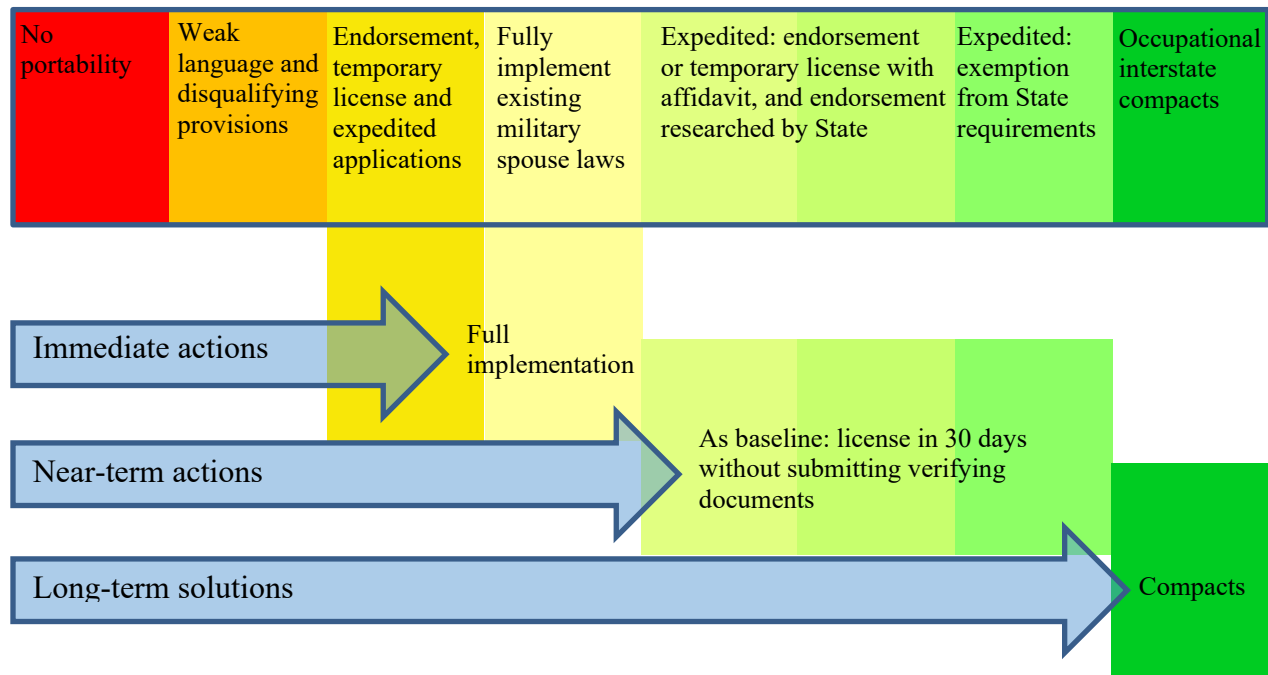 No
portability
Weak
language and
disqualifying
provisions
Endorsement,
temporary
license and
expedited
applications
Fully
implement
existing
military
spouse laws
Expedited: endorsement
or temporary license with
affidavit, and endorsement
researched by State
Expedited:
exemption
from State
requirements
Occupational
interstate
compacts
Immediate actions
Full
implementation
Near-term actions
As baseline: license in 30 days
without submitting verifying
documents
Long-term solutions
Compacts